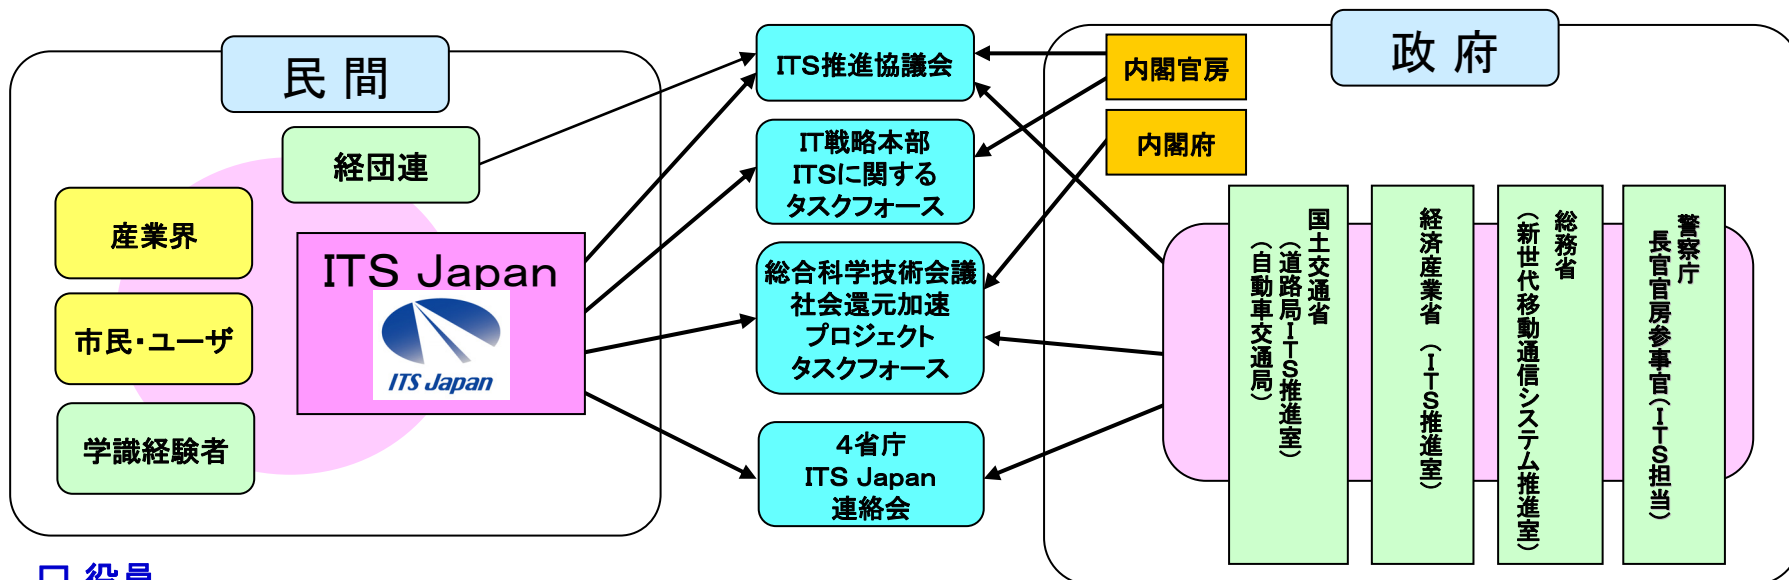 民 間
経団連
産業界
市民・ユーザ
学識経験者
ITS Japan
ITS Japan
ITS推進協議会
IT戦略本部
ITSに関する
タスクフォース
総合科学技術会議
社会還元加速
プロジェクト
タスクフォース
4省庁
ITS Japan
連絡会
政 府
内閣官房
内閣府
国土交通省
（道路局ITS推進室）
（自動車交通局）
経済産業省（ITS推進室）
総務省
（新世代移動通信システム推進室）
警察庁
長官官房参事官（ITS担当）
□ 役員